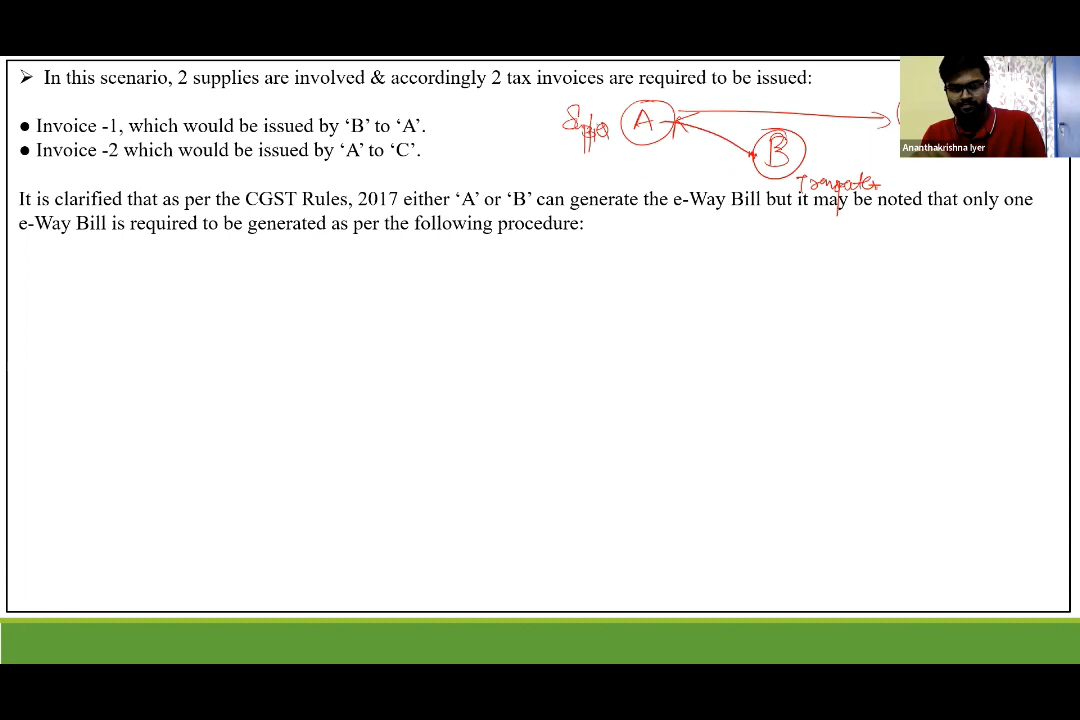 ➢ In this scenario, 2 supplies are involved & accordingly 2 tax invoices are required to be issued:
● Invoice -1, which would be issued by ‘B’ to ‘A’.
● Invoice -2 which would be issued by ‘A’ to ‘C’.
A
B
Ananthakrishna Iyer
It is clarified that as per the CGST Rules, 2017 either ‘A’ or ‘B’ can generate the e-Way Bill but it may be noted that only one
e-Way Bill is required to be generated as per the following procedure: